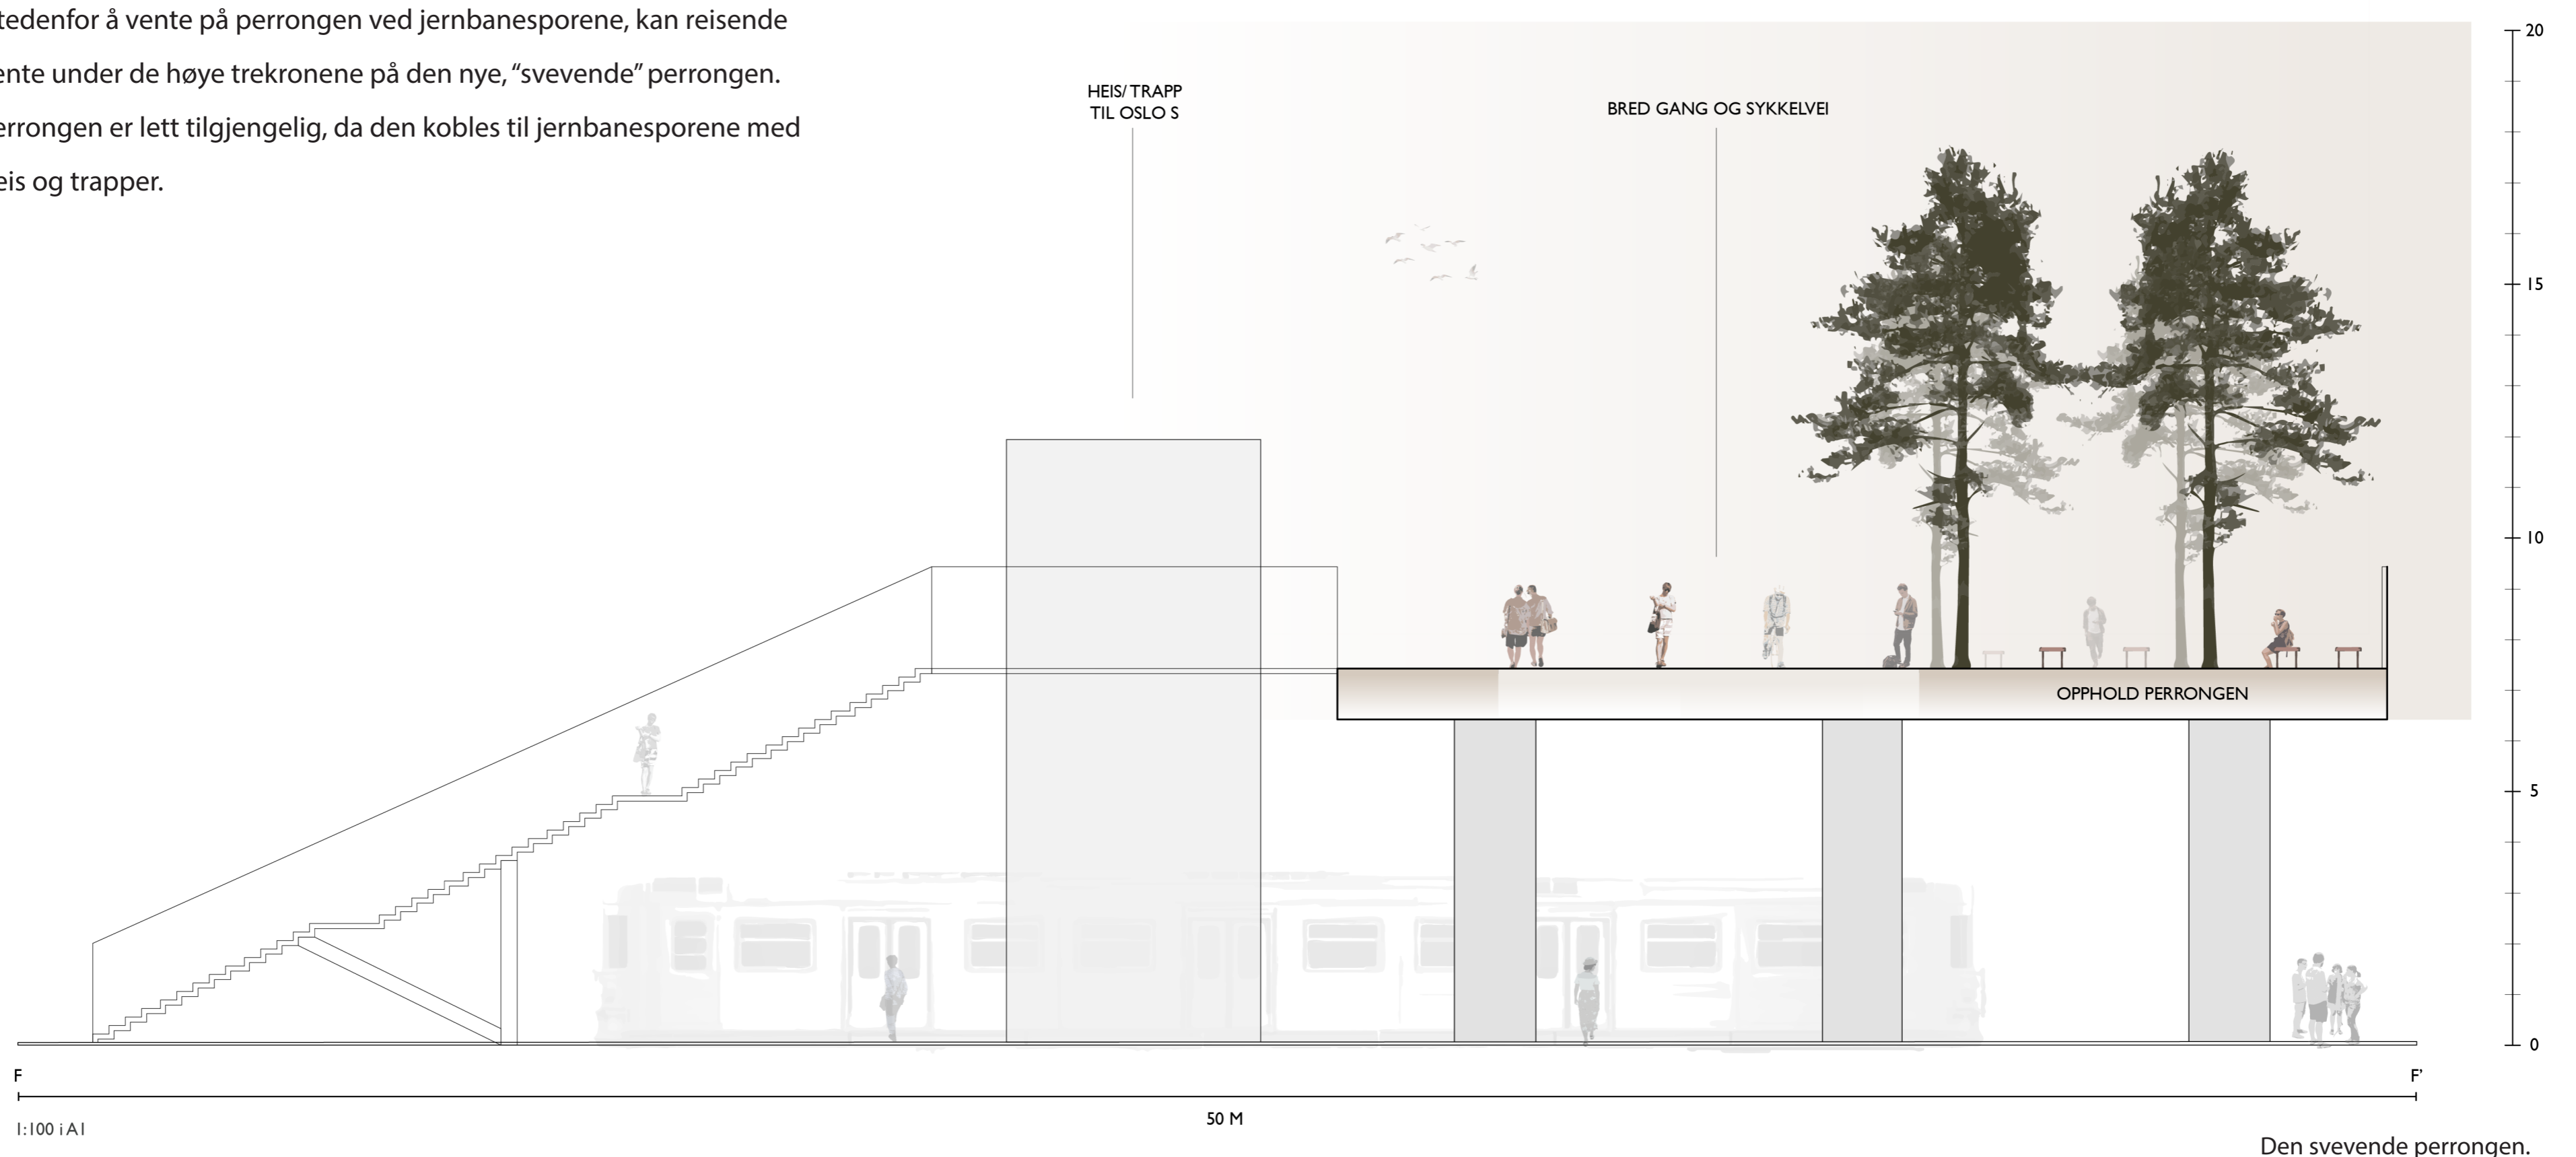 tedenfor å vente på perrongen ved jernbanesporene, kan reisende
ente under de høye trekronene på den nye, “svevende” perrongen.
errongen er lett tilgjengelig, da den kobles til jernbanesporene med
eis og trapper.
HEIS/ TRAPP
TIL OSLO S
BRED GANG OG SYKKELVEI
20
15
10
5
0
OPPHOLD PERRONGEN
F
F'
50 M
1:100 i A1
Den svevende perrongen.